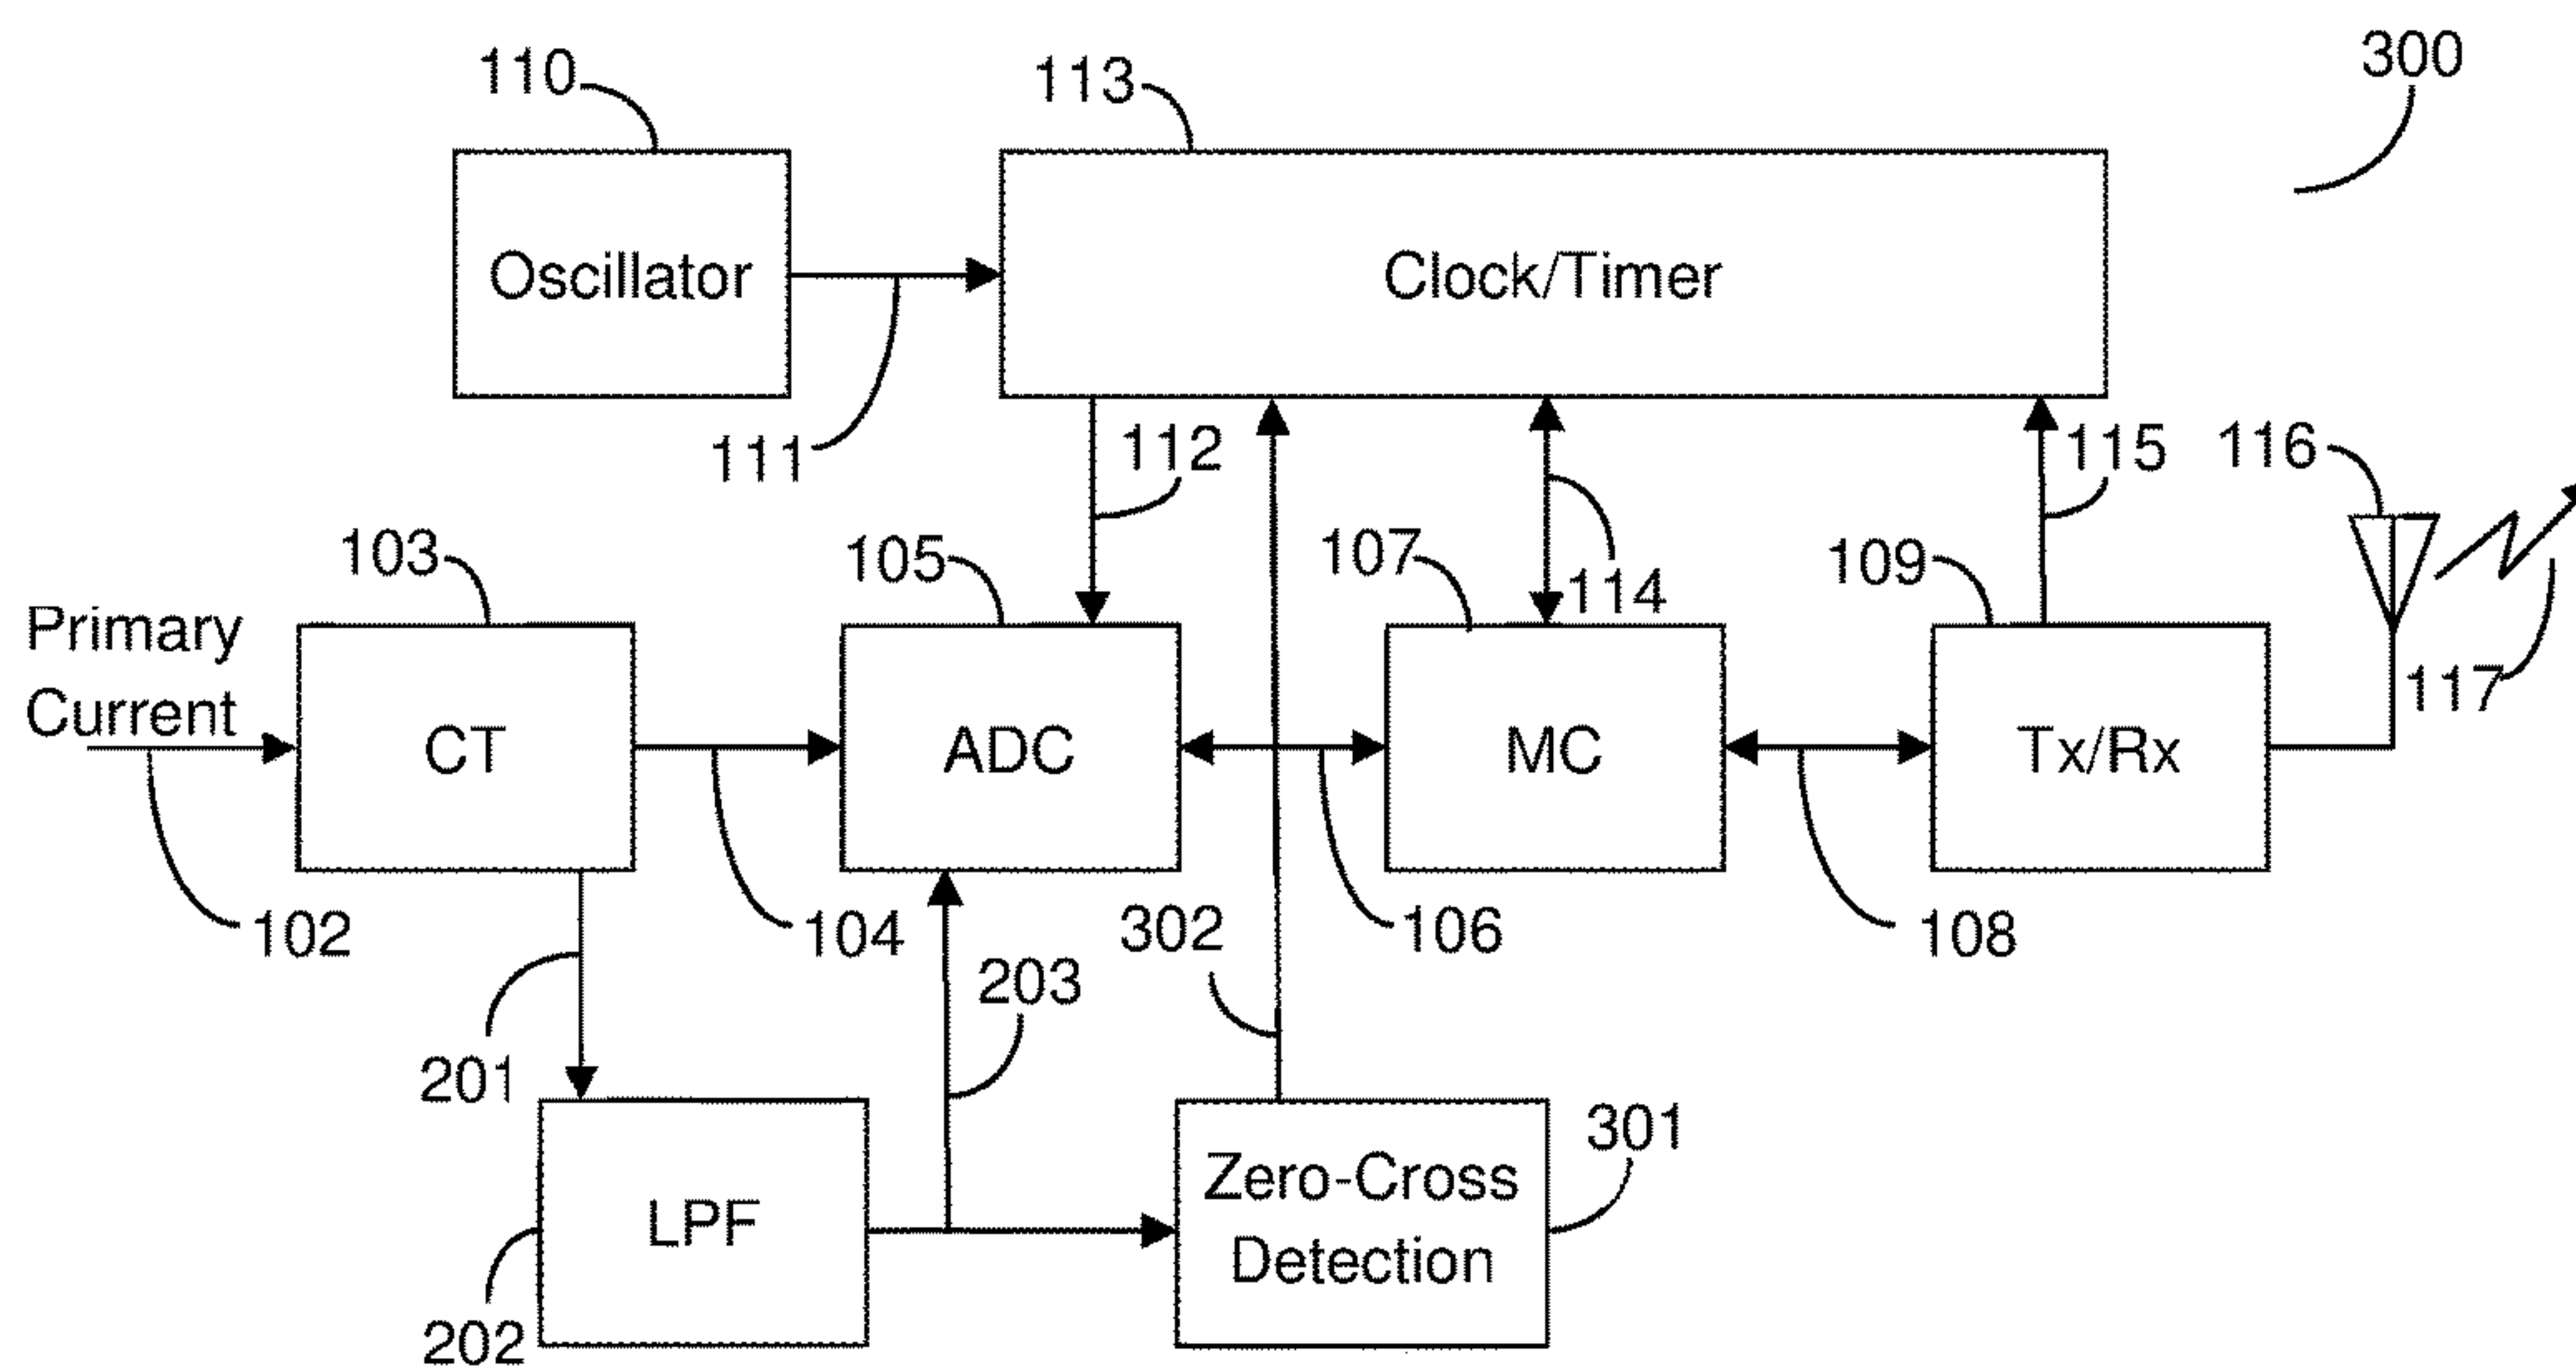 300
110
113
Oscillator
Clock/Timer
111
112
114
115
116
103
105
107
109
117
Primary
Current
CT
ADC
MC
Tx/Rx
102
104
302
106
108
201
203
202
LPF
Zero-Cross
Detection
301